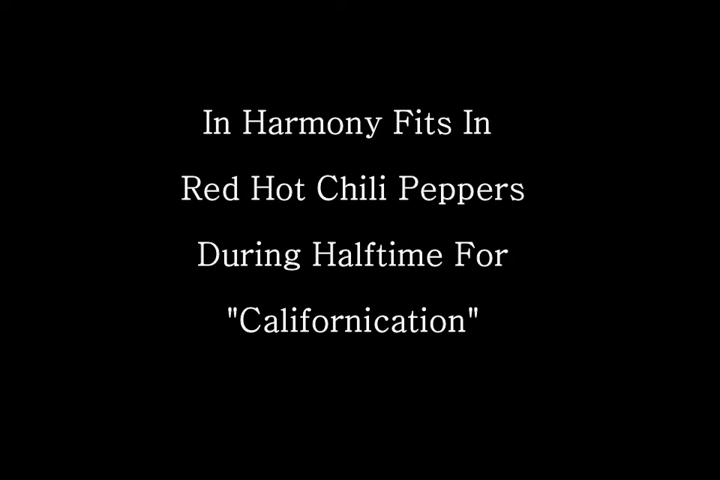 In Harmony Fits In
Red Hot Chili Peppers
During Halftime For
"Californication"